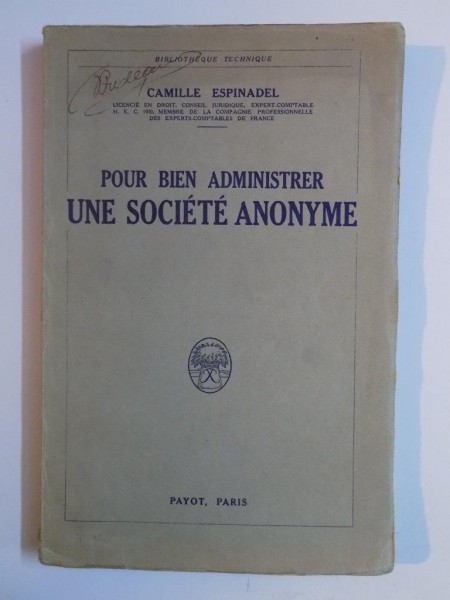 BIBLIOTHÈQUE TECHNIQUE
CAMILLE ESPINADEL
LICENCIÉ EN DROIT, CONSEIL JURIDIQUE, EXPERT-COMPTABLE
H. E. C. 1910, MEMBRE DE LA COMPAGNIE PROFESSIONNELLE
DES EXPERTS-COMPTABLES DE FRANCE
POUR BIEN ADMINISTRER
UNE SOCIÉTÉ ANONYME
PAYOT, PARIS